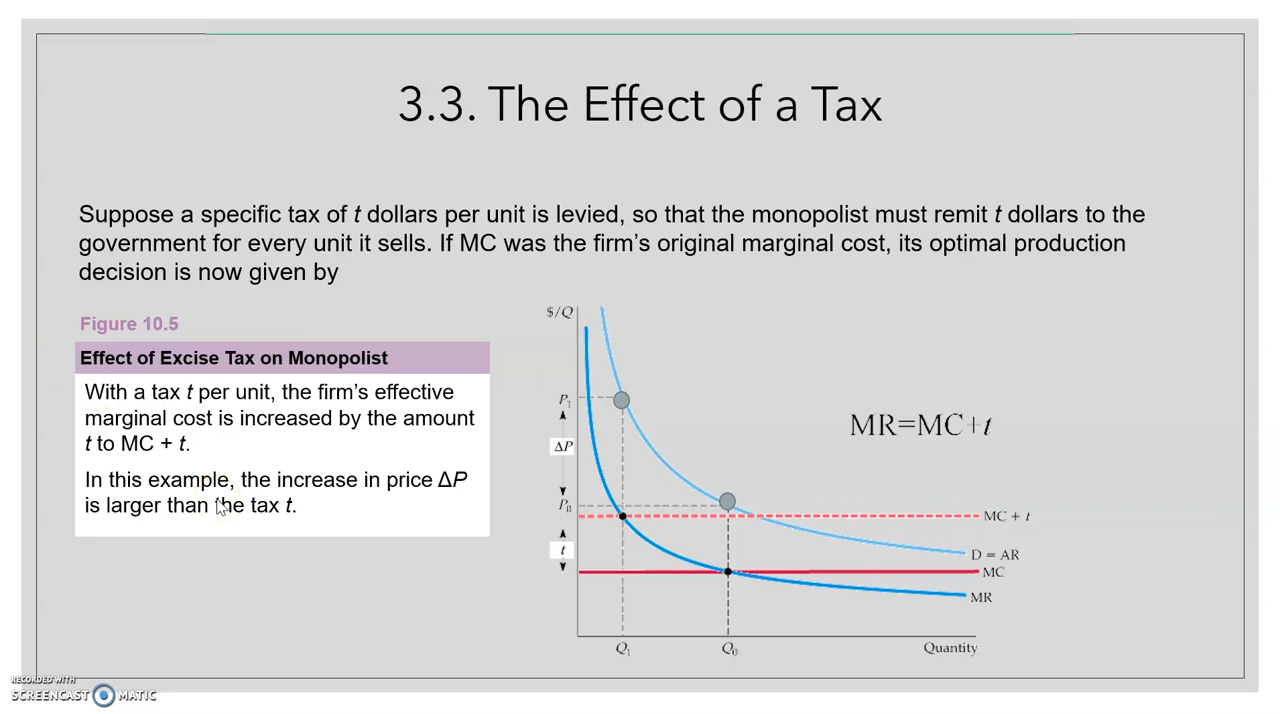 3.3. The Effect of a Tax
Suppose a specific tax of t dollars per unit is levied, so that the monopolist must remit t dollars to the
government for every unit it sells. If MC was the firm's original marginal cost, its optimal production
decision is now given by
Figure 10.5
Effect of Excise Tax on Monopolist
With a tax t per unit, the firm's effective
marginal cost is increased by the amount
t to MC + t.
In this example, the increase in price ΔP
is larger than the tax t.
$/Q
P₁
ΔP
P₀
t
MC + t
D = AR
MC
MR
Q₁
Q₀
Quantity
MR=MC+t
RECORDED WITH
SCREENCAST MATIC